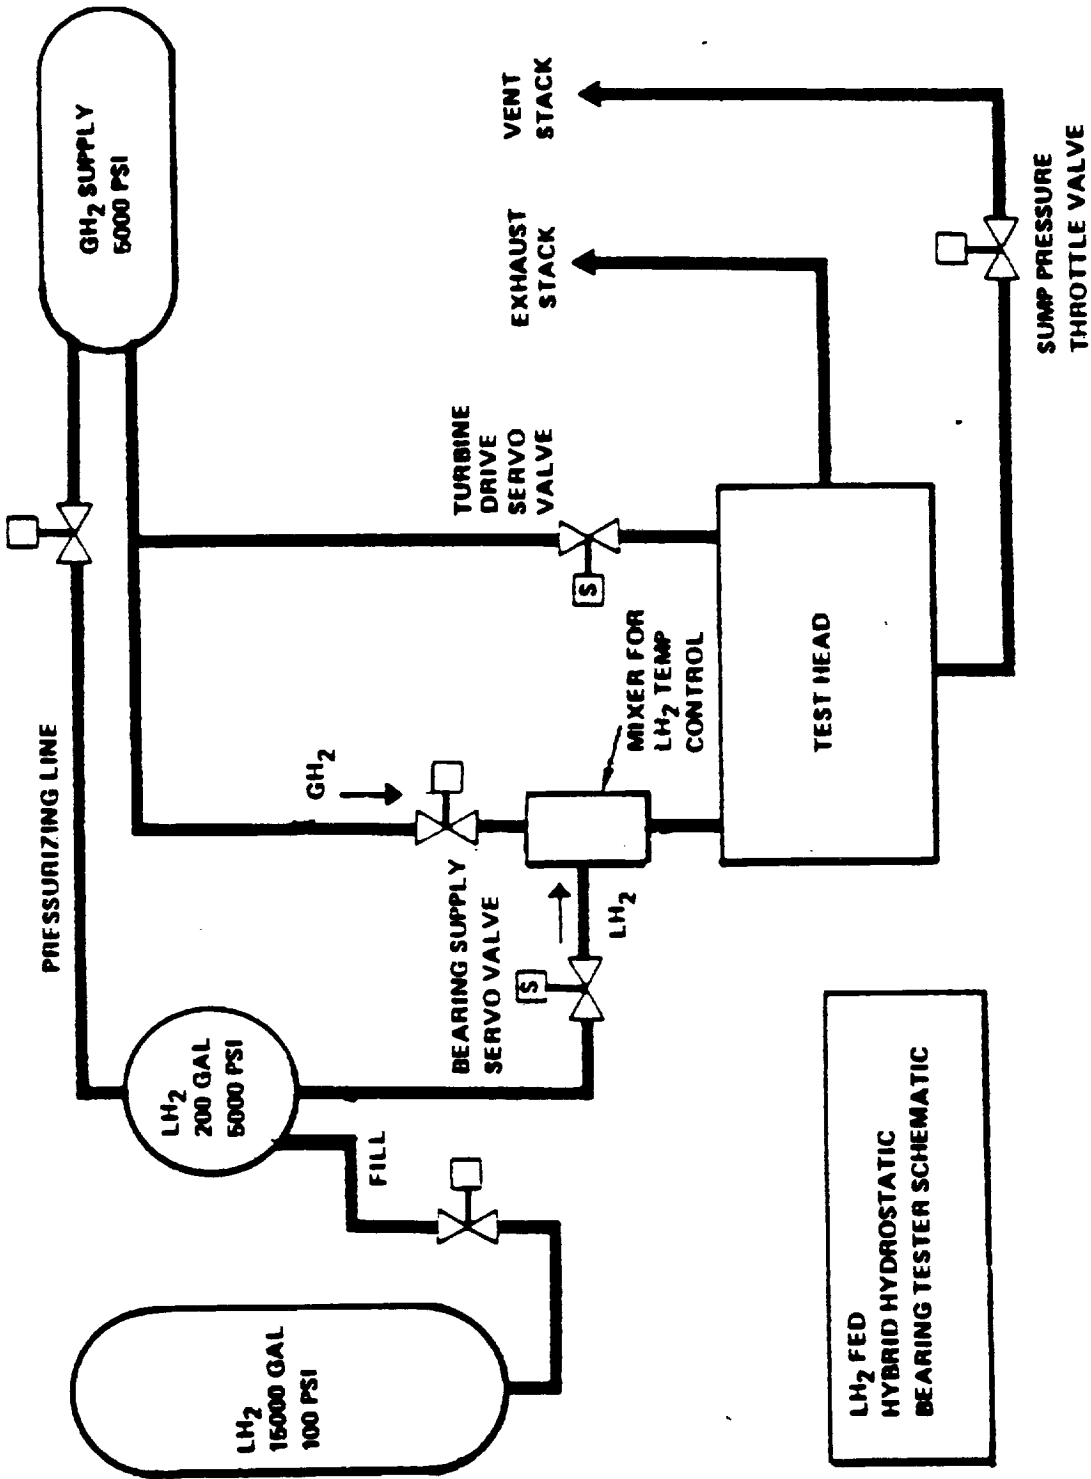 PRESSURIZING LINE
GH2 SUPPLY
5000 PSI
LH2
200 GAL
5000 PSI
LH2
15000 GAL
100 PSI
FILL
GH2
BEARING SUPPLY
SERVO VALVE
TURBINE
DRIVE
SERVO
VALVE
EXHAUST
STACK
VENT
STACK
S
S
LH2
MIXER FOR
LH2 TEMP
CONTROL
TEST HEAD
LH2 FED
HYBRID HYDROSTATIC
BEARING TESTER SCHEMATIC
SUMP PRESSURE
THROTTLE VALVE